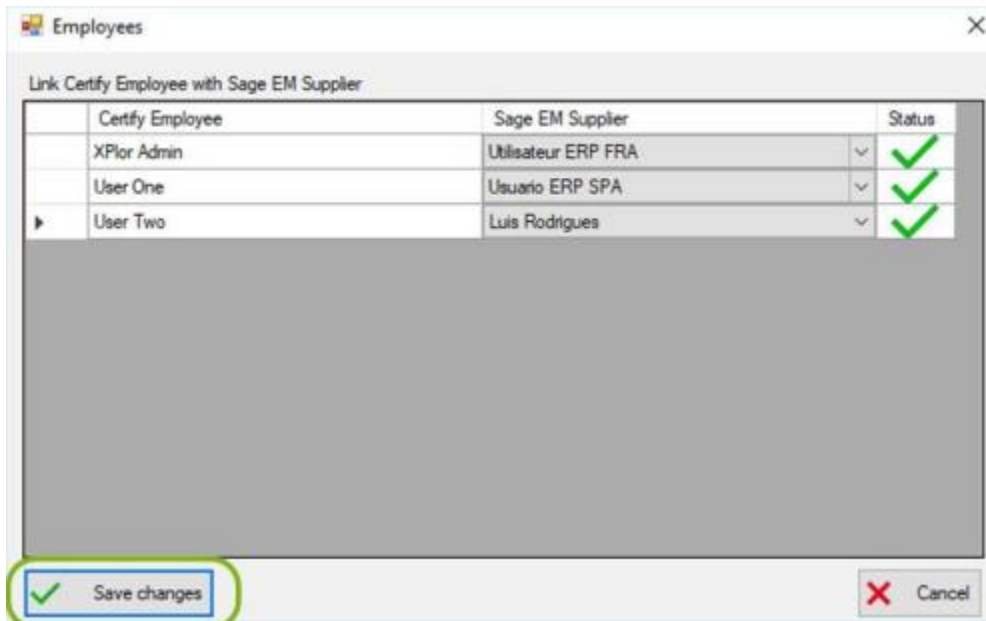 Employees
Link Certify Employee with Sage EM Supplier
Certify Employee Sage EM Supplier Status
XPlor Admin Utilisateur ERP FRA
User One Usuario ERP SPA
User Two Luis Rodrigues
Save changes Cancel